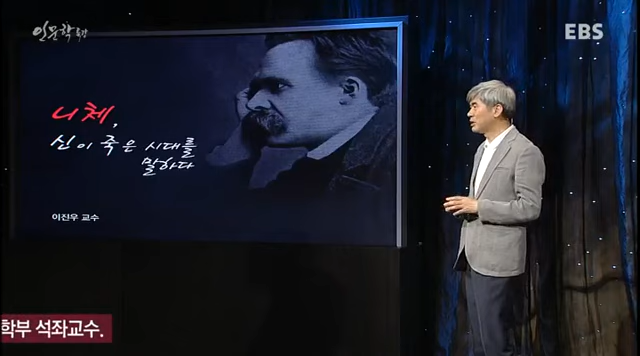 인문학 특강
EBS
니체,
신이 죽은 시대를
말하다
이진우 교수
학부 석좌교수.